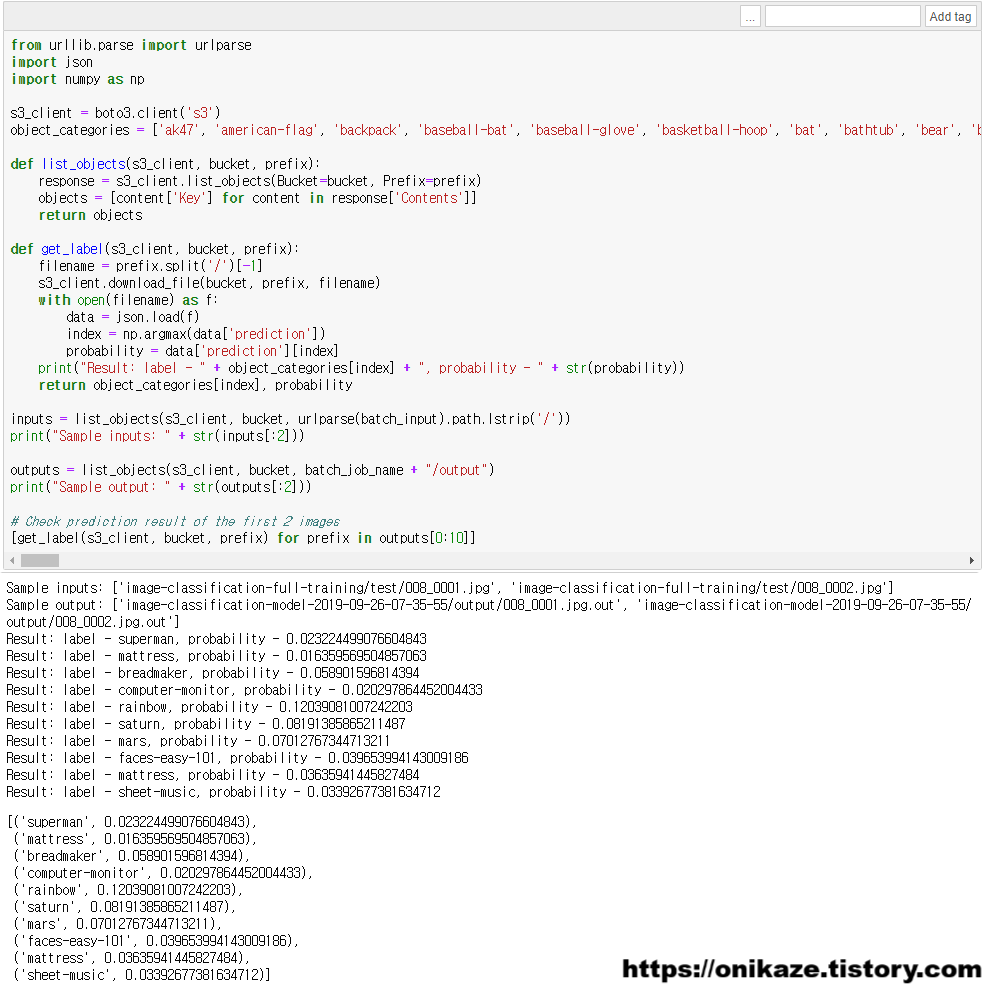 ... Add tag
from urllib.parse import urlparse
import json
import numpy as np
s3_client = boto3.client('s3')
object_categories = ['ak47', 'american-flag', 'backpack', 'baseball-bat', 'baseball-glove', 'basketball-hoop', 'bat', 'bathtub', 'bear', 'b
def list_objects(s3_client, bucket, prefix):
    response = s3_client.list_objects(Bucket=bucket, Prefix=prefix)
    objects = [content['Key'] for content in response['Contents']]
    return objects
def get_label(s3_client, bucket, prefix):
    filename = prefix.split('/')[-1]
    s3_client.download_file(bucket, prefix, filename)
    with open(filename) as f:
        data = json.load(f)
        index = np.argmax(data['prediction'])
        probability = data['prediction'][index]
    print("Result: label - " + object_categories[index] + ", probability - " + str(probability))
    return object_categories[index], probability
inputs = list_objects(s3_client, bucket, urlparse(batch_input).path.lstrip('/'))
print("Sample inputs: " + str(inputs[:2]))
outputs = list_objects(s3_client, bucket, batch_job_name + "/output")
print("Sample output: " + str(outputs[:2]))
# Check prediction result of the first 2 images
[get_label(s3_client, bucket, prefix) for prefix in outputs[0:10]]
Sample inputs: ['image-classification-full-training/test/008_0001.jpg', 'image-classification-full-training/test/008_0002.jpg']
Sample output: ['image-classification-model-2019-09-26-07-35-55/output/008_0001.jpg.out', 'image-classification-model-2019-09-26-07-35-55/
output/008_0002.jpg.out']
Result: label - superman, probability - 0.023224499076604843
Result: label - mattress, probability - 0.016359569504857063
Result: label - breadmaker, probability - 0.058901596814394
Result: label - computer-monitor, probability - 0.020297864452004433
Result: label - rainbow, probability - 0.12039081007242203
Result: label - saturn, probability - 0.08191385865211487
Result: label - mars, probability - 0.07012767344713211
Result: label - faces-easy-101, probability - 0.039653994143009186
Result: label - mattress, probability - 0.03635941445827484
Result: label - sheet-music, probability - 0.03392677381634712
[('superman', 0.023224499076604843),
 ('mattress', 0.016359569504857063),
 ('breadmaker', 0.058901596814394),
 ('computer-monitor', 0.020297864452004433),
 ('rainbow', 0.12039081007242203),
 ('saturn', 0.08191385865211487),
 ('mars', 0.07012767344713211),
 ('faces-easy-101', 0.039653994143009186),
 ('mattress', 0.03635941445827484),
 ('sheet-music', 0.03392677381634712)]
https://onikaze.tistory.com